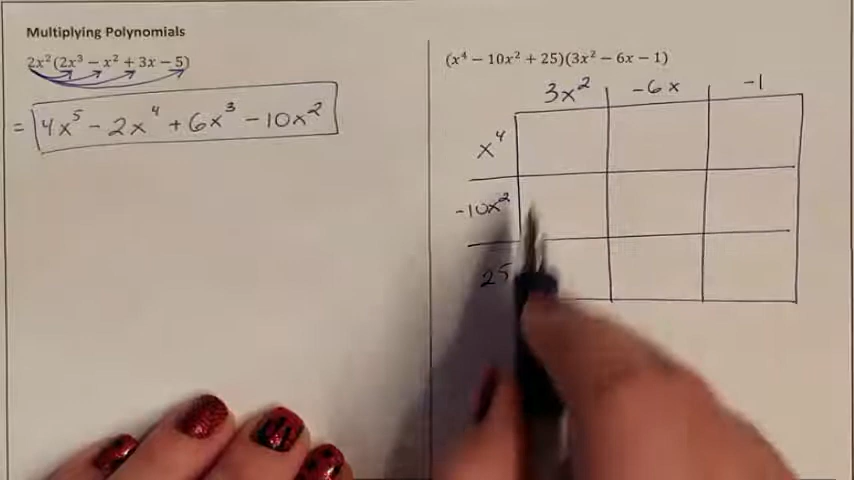 Multiplying Polynomials
2x²(2x³ − x² + 3x − 5)
= 4x⁵ - 2x⁴ + 6x³ - 10x²
(x⁴ − 10x² + 25)(3x² − 6x − 1)
3x² -6x -1
x⁴
-10x²
25